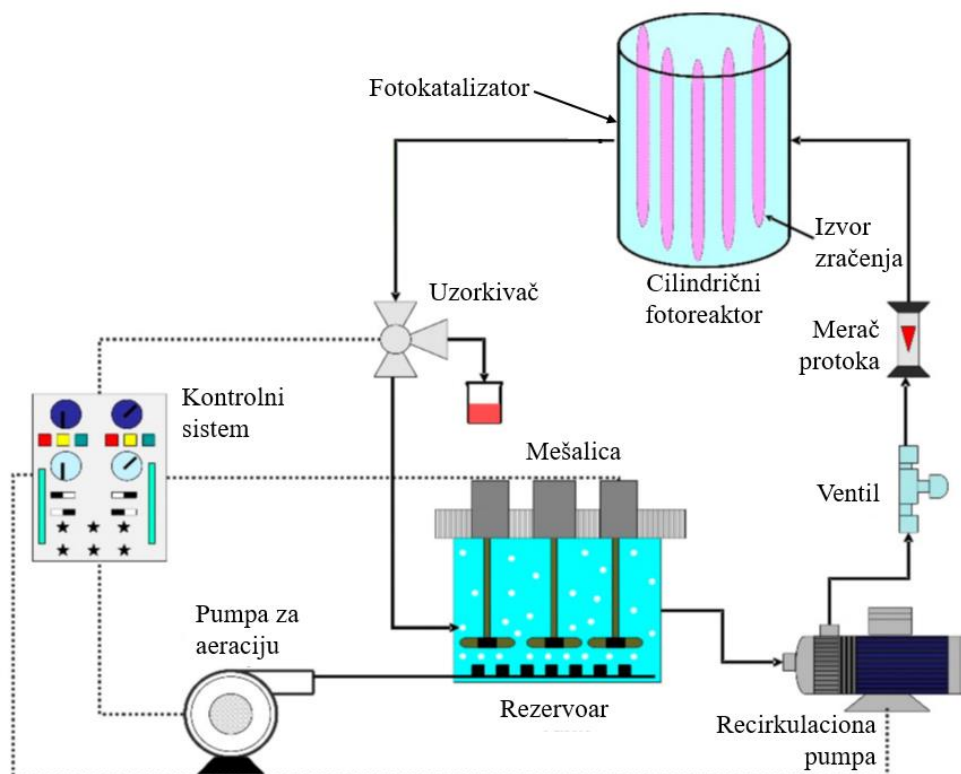 Fotokatalizator
Izvor
zračenja
Cilindrični
fotoreaktor
Uzorkivač
Merač
protoka
Kontrolni
sistem
Mešalica
Ventil
Pumpa za
aeraciju
Rezervoar
Recirkulaciona
pumpa